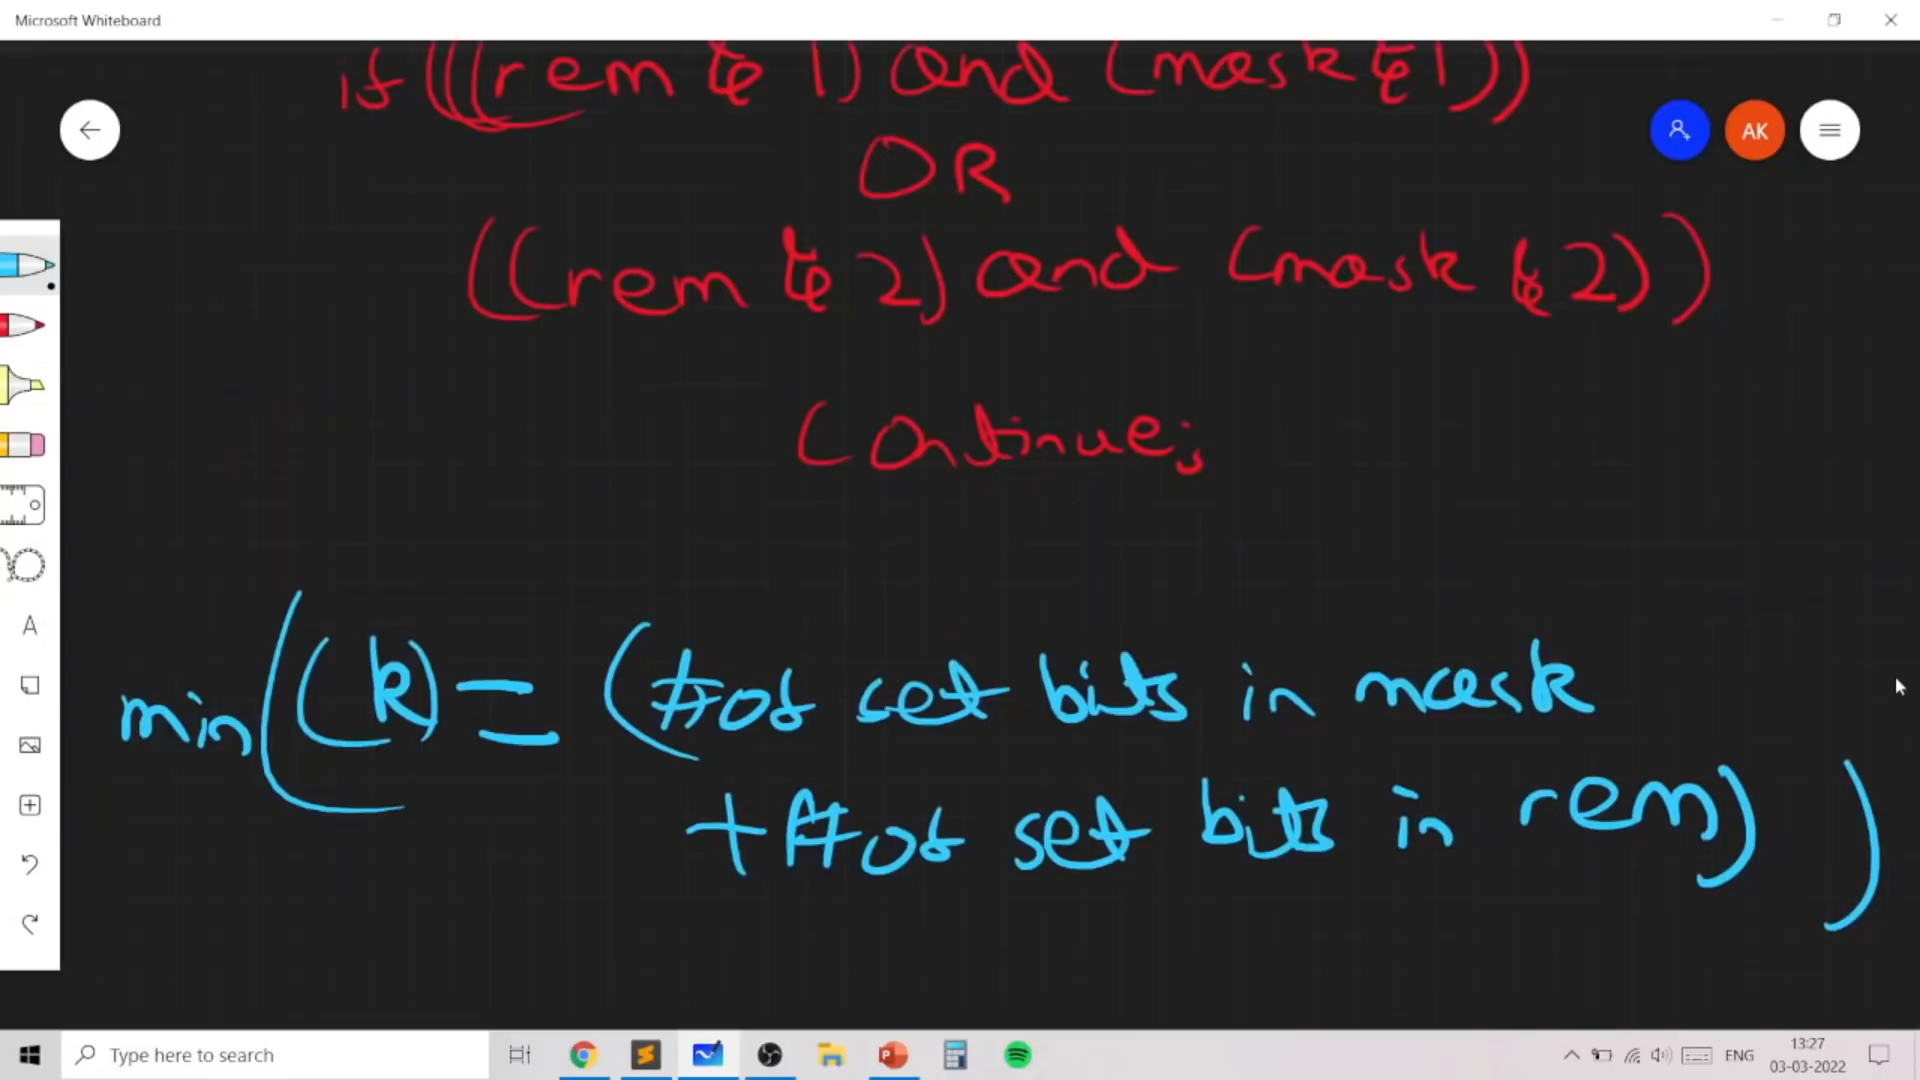 Microsoft Whiteboard
if (((rem & 1) and (mask & 1))
OR
((rem & 2) and (mask & 2))
continue;
AK
A
min((k) = (# of set bits in mask
+ # of set bits in rem))
Type here to search
ENG
13:27
03-03-2022